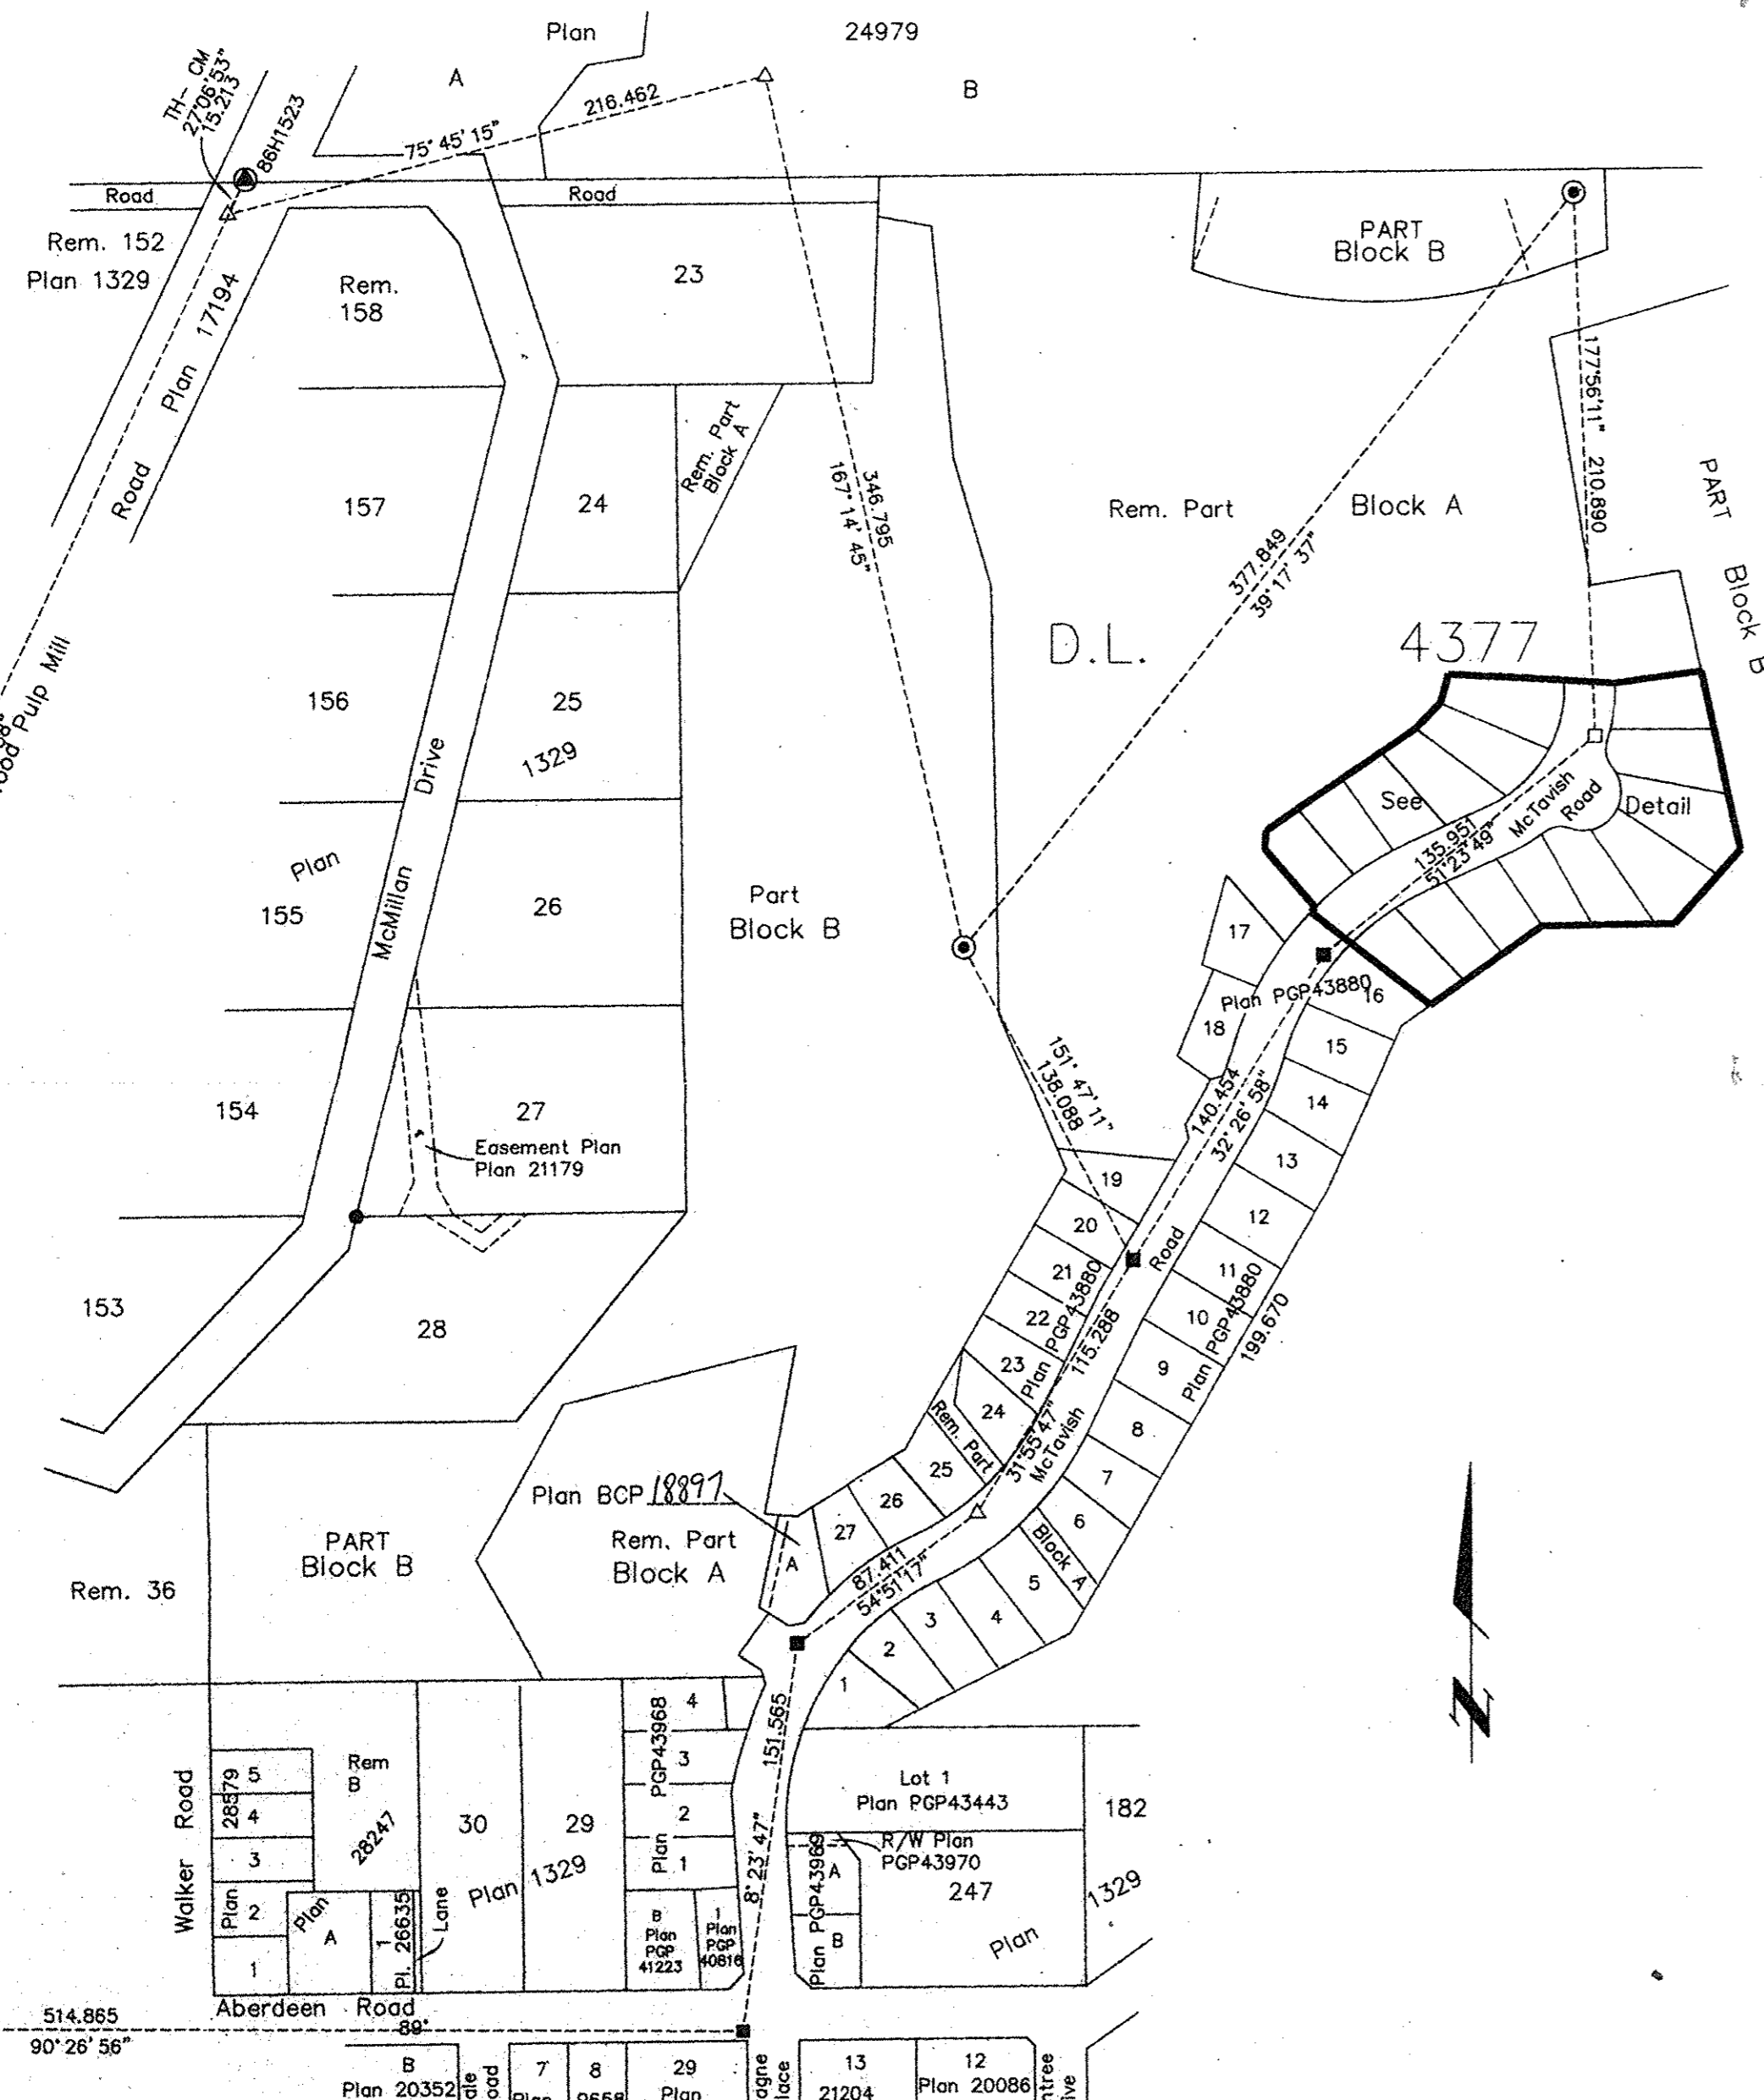 Plan
24979
A
B
TH- CM
27°06'53"
15.213
86H1523
216.462
75° 45' 15"
Road
Road
Rem. 152
Plan 1329
PART
Block B
23
Rem.
158
Road Plan 17194
177°56'11" 210.890
Rem. Part
Block A
346.795
167° 14' 45"
157
24
Rem. Part
Block A
377.849
39° 17' 37"
PART
Block B
D.L.
4377
Pulp Mill
156
25
1329
McMillan Drive
See
Detail
McTavish
Road
135.951
51°23'49"
Plan
155
26
Part
Block B
17
Plan PGP43880
16
18
15
151° 47' 11"
138.088
140.454
32° 26' 58"
154
27
14
Easement Plan
Plan 21179
13
19
12
20
Road
11
21
153
28
22
10
Plan PGP43880
115.288
Plan PGP43880
199.670
23
9
24
8
Rem. Part
31°55'47"
McTavish
25
7
Plan BCP 18897
26
6
27
PART
Block B
Rem. Part
Block A
A
Block A
87.411
54°51'17"
5
Rem. 36
3
4
2
1
4
PGP43968
151.565
3
Lot 1
Plan PGP43443
182
Walker Road
28579
5
Rem
B
4
28247
30
29
2
R/W Plan
PGP43970
3
Plan 1329
Plan
1
8° 23' 47"
Plan PGP43969
A
247
1329
Plan
2
Plan
A
1
Pl. 26635
Lane
B
Plan
PGP
41223
1
Plan
PGP
40816
B
Plan
1
514.865
90° 26' 56"
Aberdeen Road
89°
N
B
Plan 20352
7
8
29
Plan
13
21204
12
Plan 20086